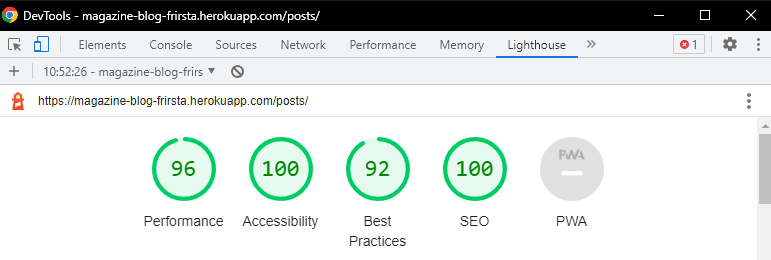 DevTools - magazine-blog-frirsta.herokuapp.com/posts/
Elements Console Sources Network Performance Memory Lighthouse » 1
+ 10:52:26 - magazine-blog-frirs
https://magazine-blog-frirsta.herokuapp.com/posts/
96 100 92 100 PWA
Performance Accessibility Best SEO PWA
Practices